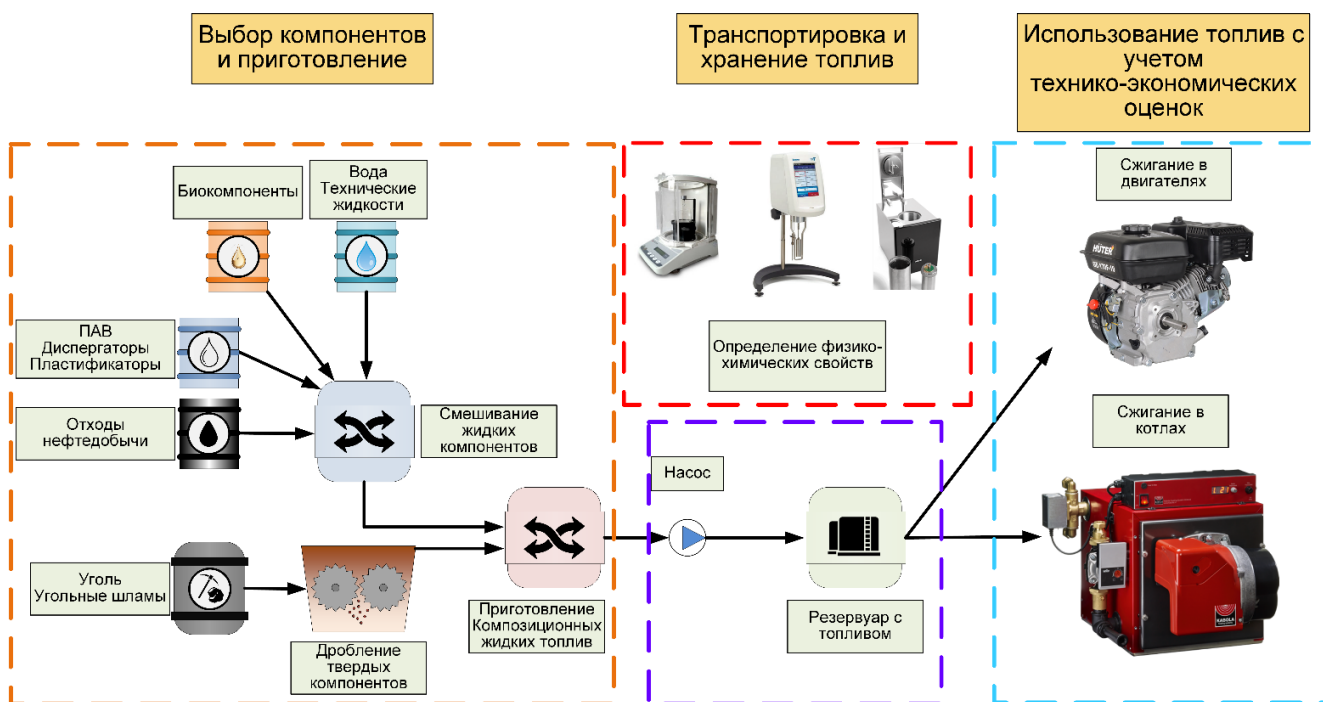 Выбор компонентов
и приготовление
Транспортировка и
хранение топлив
Использование топлив с
учетом
технико-экономических
оценок
Биокомпоненты
Вода
Технические
жидкости
ПАВ
Диспергаторы
Пластификаторы
Отходы
нефтедобычи
Смешивание
жидких
компонентов
Уголь
Угольные шламы
Дробление
твердых
компонентов
Приготовление
Композиционных
жидких топлив
Определение физико-
химических свойств
Насос
Резервуар с
топливом
Сжигание в
двигателях
HUTER
Сжигание в
котлах
KABOLA